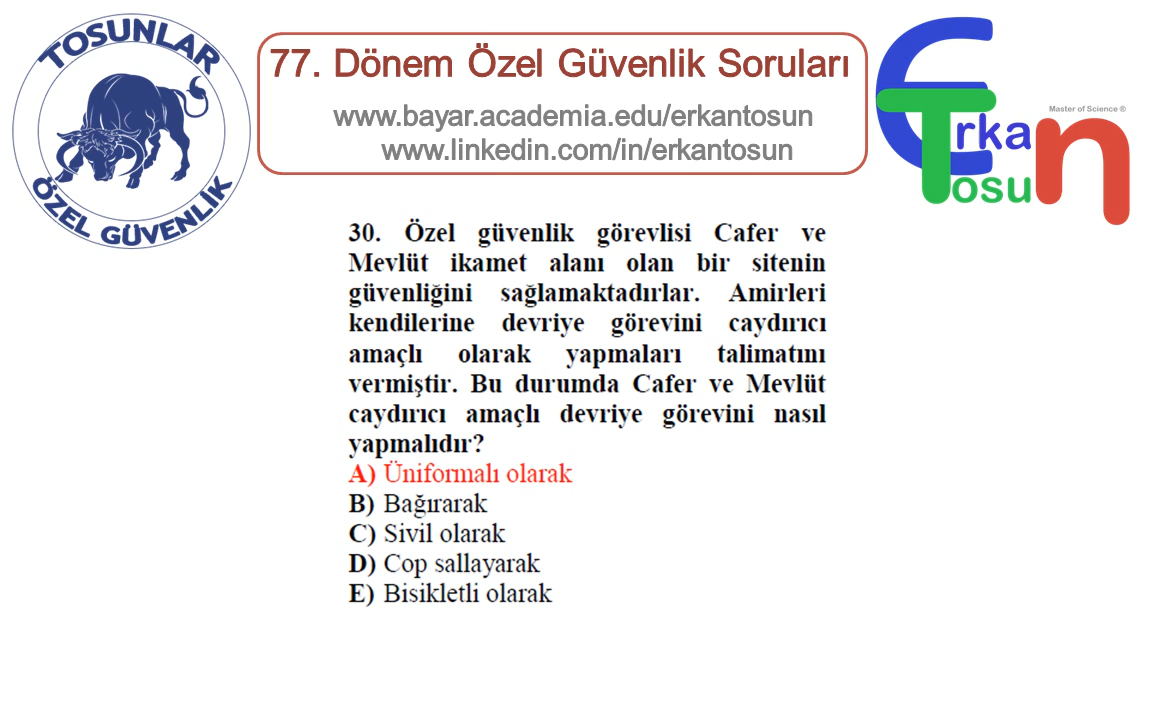 TOSUNLAR
ÖZEL GÜVENLİK
77. Dönem Özel Güvenlik Soruları
www.bayar.academia.edu/erkantosun
www.linkedin.com/in/erkantosun
Master of Science ®
Erkan
Tosun
30. Özel güvenlik görevlisi Cafer ve
Mevlüt ikamet alanı olan bir sitenin
güvenliğini sağlamaktadırlar. Amirleri
kendilerine devriye görevini caydırıcı
amaçlı olarak yapmaları talimatını
vermiştir. Bu durumda Cafer ve Mevlüt
caydırıcı amaçlı devriye görevini nasıl
yapmalıdır?
A) Üniformalı olarak
B) Bağırarak
C) Sivil olarak
D) Cop sallayarak
E) Bisikletli olarak